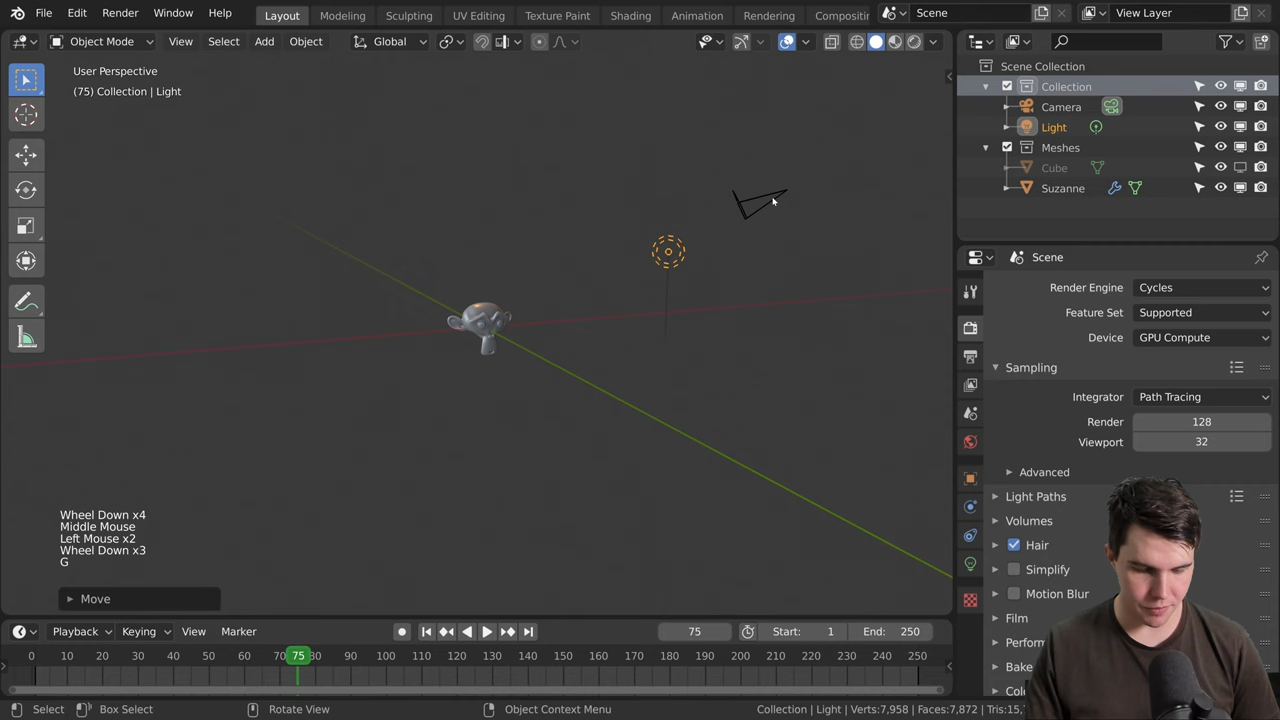 File Edit Render Window Help Layout Modeling Sculpting UV Editing Texture Paint Shading Animation Rendering Scene View Layer
Object Mode View Select Add Object Global
User Perspective
(75) Collection | Light
Scene Collection
Collection
Camera
Light
Meshes
Cube
Suzanne
Scene
Render Engine Cycles
Feature Set Supported
Device GPU Compute
Sampling
Integrator Path Tracing
Render 128
Viewport 32
Advanced
Light Paths
Volumes
Hair
Simplify
Motion Blur
Film
Wheel Down x4
Middle Mouse
Left Mouse x2
Wheel Down x3
G
Move
Playback Keying View Marker 75 Start: 1 End: 250
0 10 20 30 40 50 60 70 75 80 90 100 110 120 130 140 150 160 170 180 190 200 210 220 230 240 250
Select Box Select Rotate View Object Context Menu Collection | Light | Verts:7,958 | Faces:7,872 |